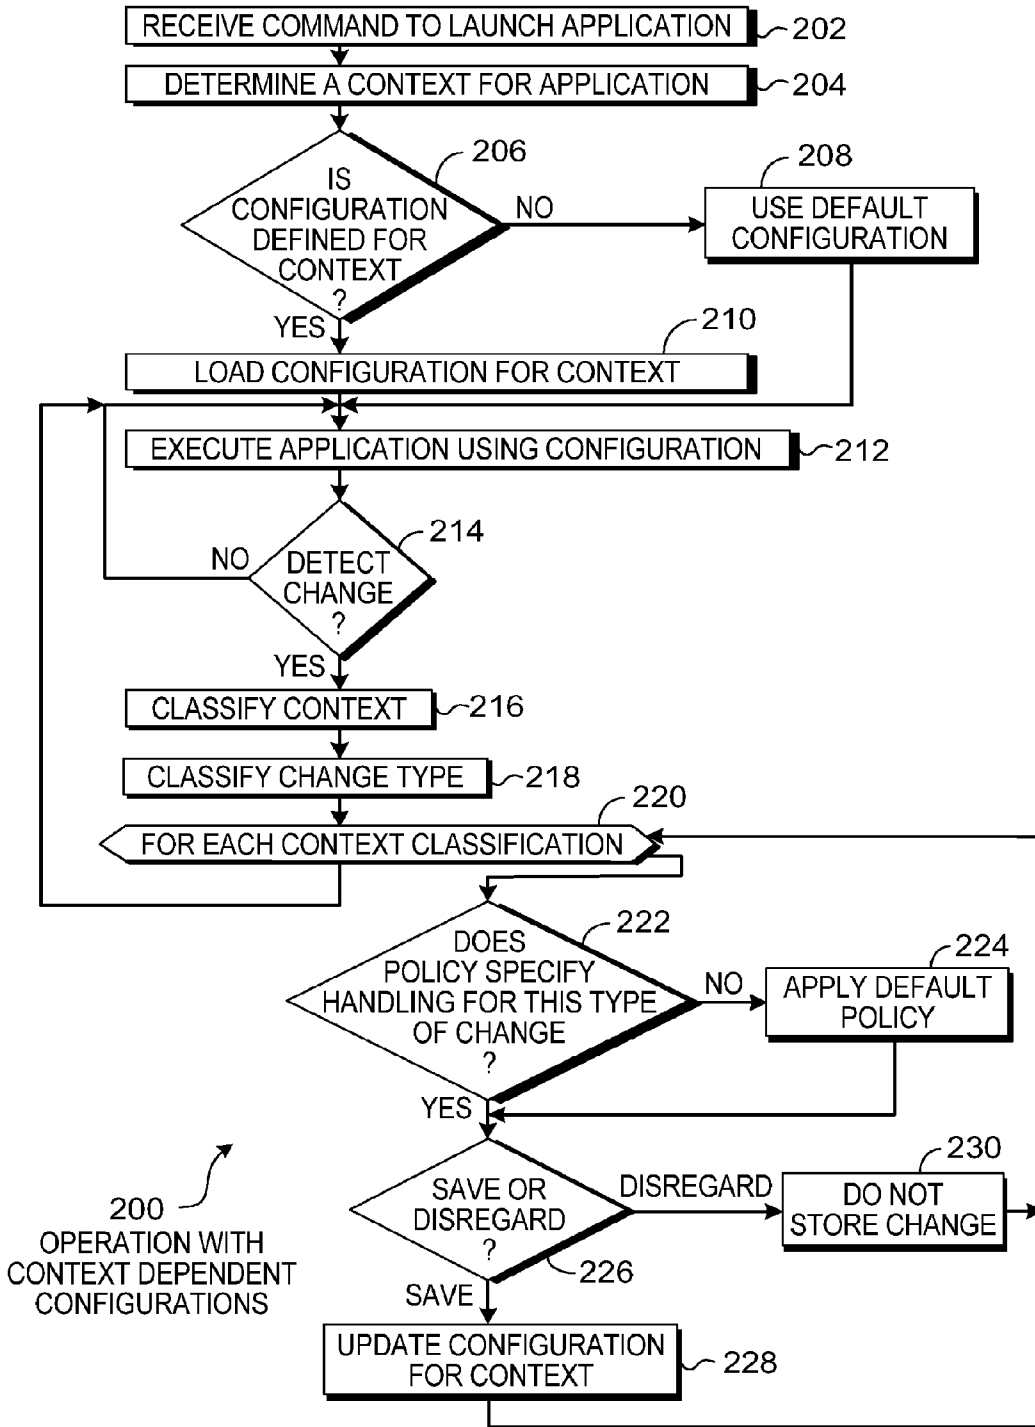 RECEIVE COMMAND TO LAUNCH APPLICATION
202
DETERMINE A CONTEXT FOR APPLICATION
204
206
IS
CONFIGURATION
DEFINED FOR
CONTEXT
?
NO
208
USE DEFAULT
CONFIGURATION
YES
210
LOAD CONFIGURATION FOR CONTEXT
EXECUTE APPLICATION USING CONFIGURATION
212
214
NO
DETECT
CHANGE
?
YES
CLASSIFY CONTEXT
216
CLASSIFY CHANGE TYPE
218
220
FOR EACH CONTEXT CLASSIFICATION
222
DOES
POLICY SPECIFY
HANDLING FOR THIS TYPE
OF CHANGE
?
NO
224
APPLY DEFAULT
POLICY
YES
SAVE OR
DISREGARD
?
226
DISREGARD
230
DO NOT
STORE CHANGE
200
OPERATION WITH
CONTEXT DEPENDENT
CONFIGURATIONS
SAVE
UPDATE CONFIGURATION
FOR CONTEXT
228